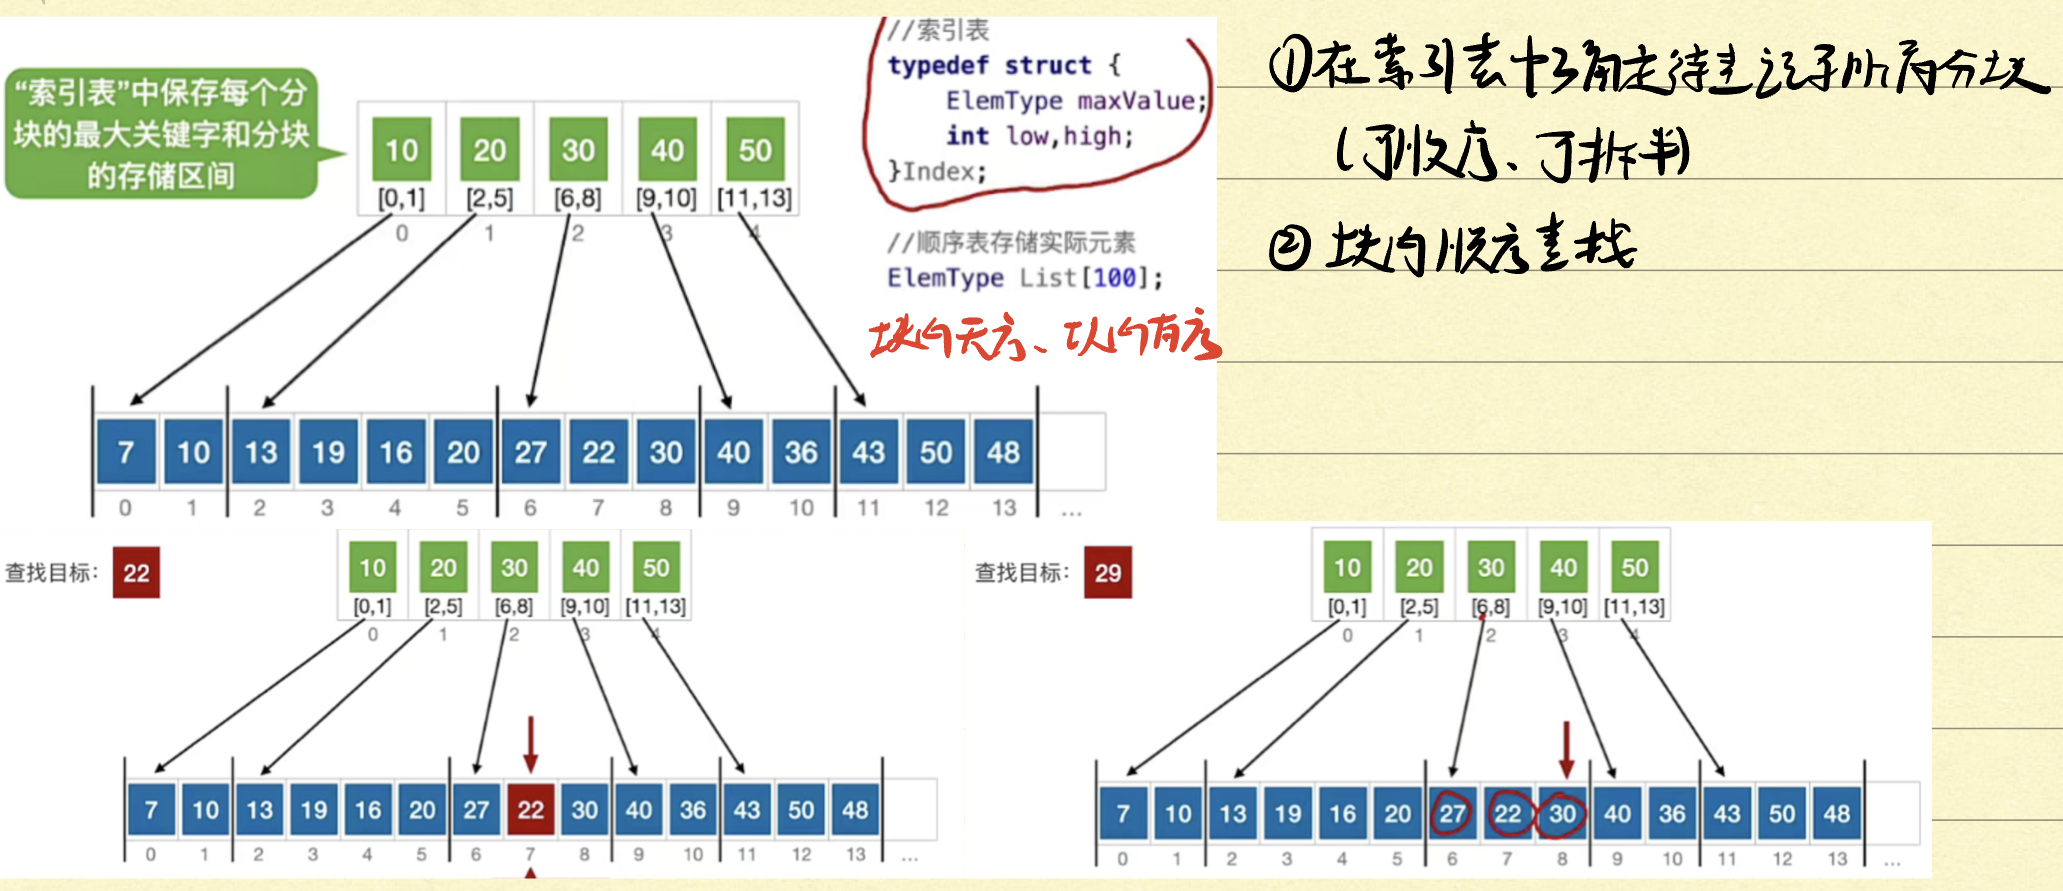 “索引表”中保存每个分
块的最大关键字和分块
的存储区间
10 20 30 40 50
[0,1] [2,5] [6,8] [9,10] [11,13]
0 1 2 3 4
//索引表
typedef struct {
ElemType maxValue;
int low,high;
}Index;
//顺序表存储实际元素
ElemType List[100];
块内无序、块间有序
7 10 13 19 16 20 27 22 30 40 36 43 50 48
0 1 2 3 4 5 6 7 8 9 10 11 12 13 ...
①在索引表中确定待查记录所属分块
(可顺序、可折半)
②块内顺序查找
查找目标: 22
10 20 30 40 50
[0,1] [2,5] [6,8] [9,10] [11,13]
0 1 2 3 4
7 10 13 19 16 20 27 22 30 40 36 43 50 48
0 1 2 3 4 5 6 7 8 9 10 11 12 13 ...
查找目标: 29
10 20 30 40 50
[0,1] [2,5] [6,8] [9,10] [11,13]
0 1 2 3 4
7 10 13 19 16 20 27 22 30 40 36 43 50 48
0 1 2 3 4 5 6 7 8 9 10 11 12 13 ...